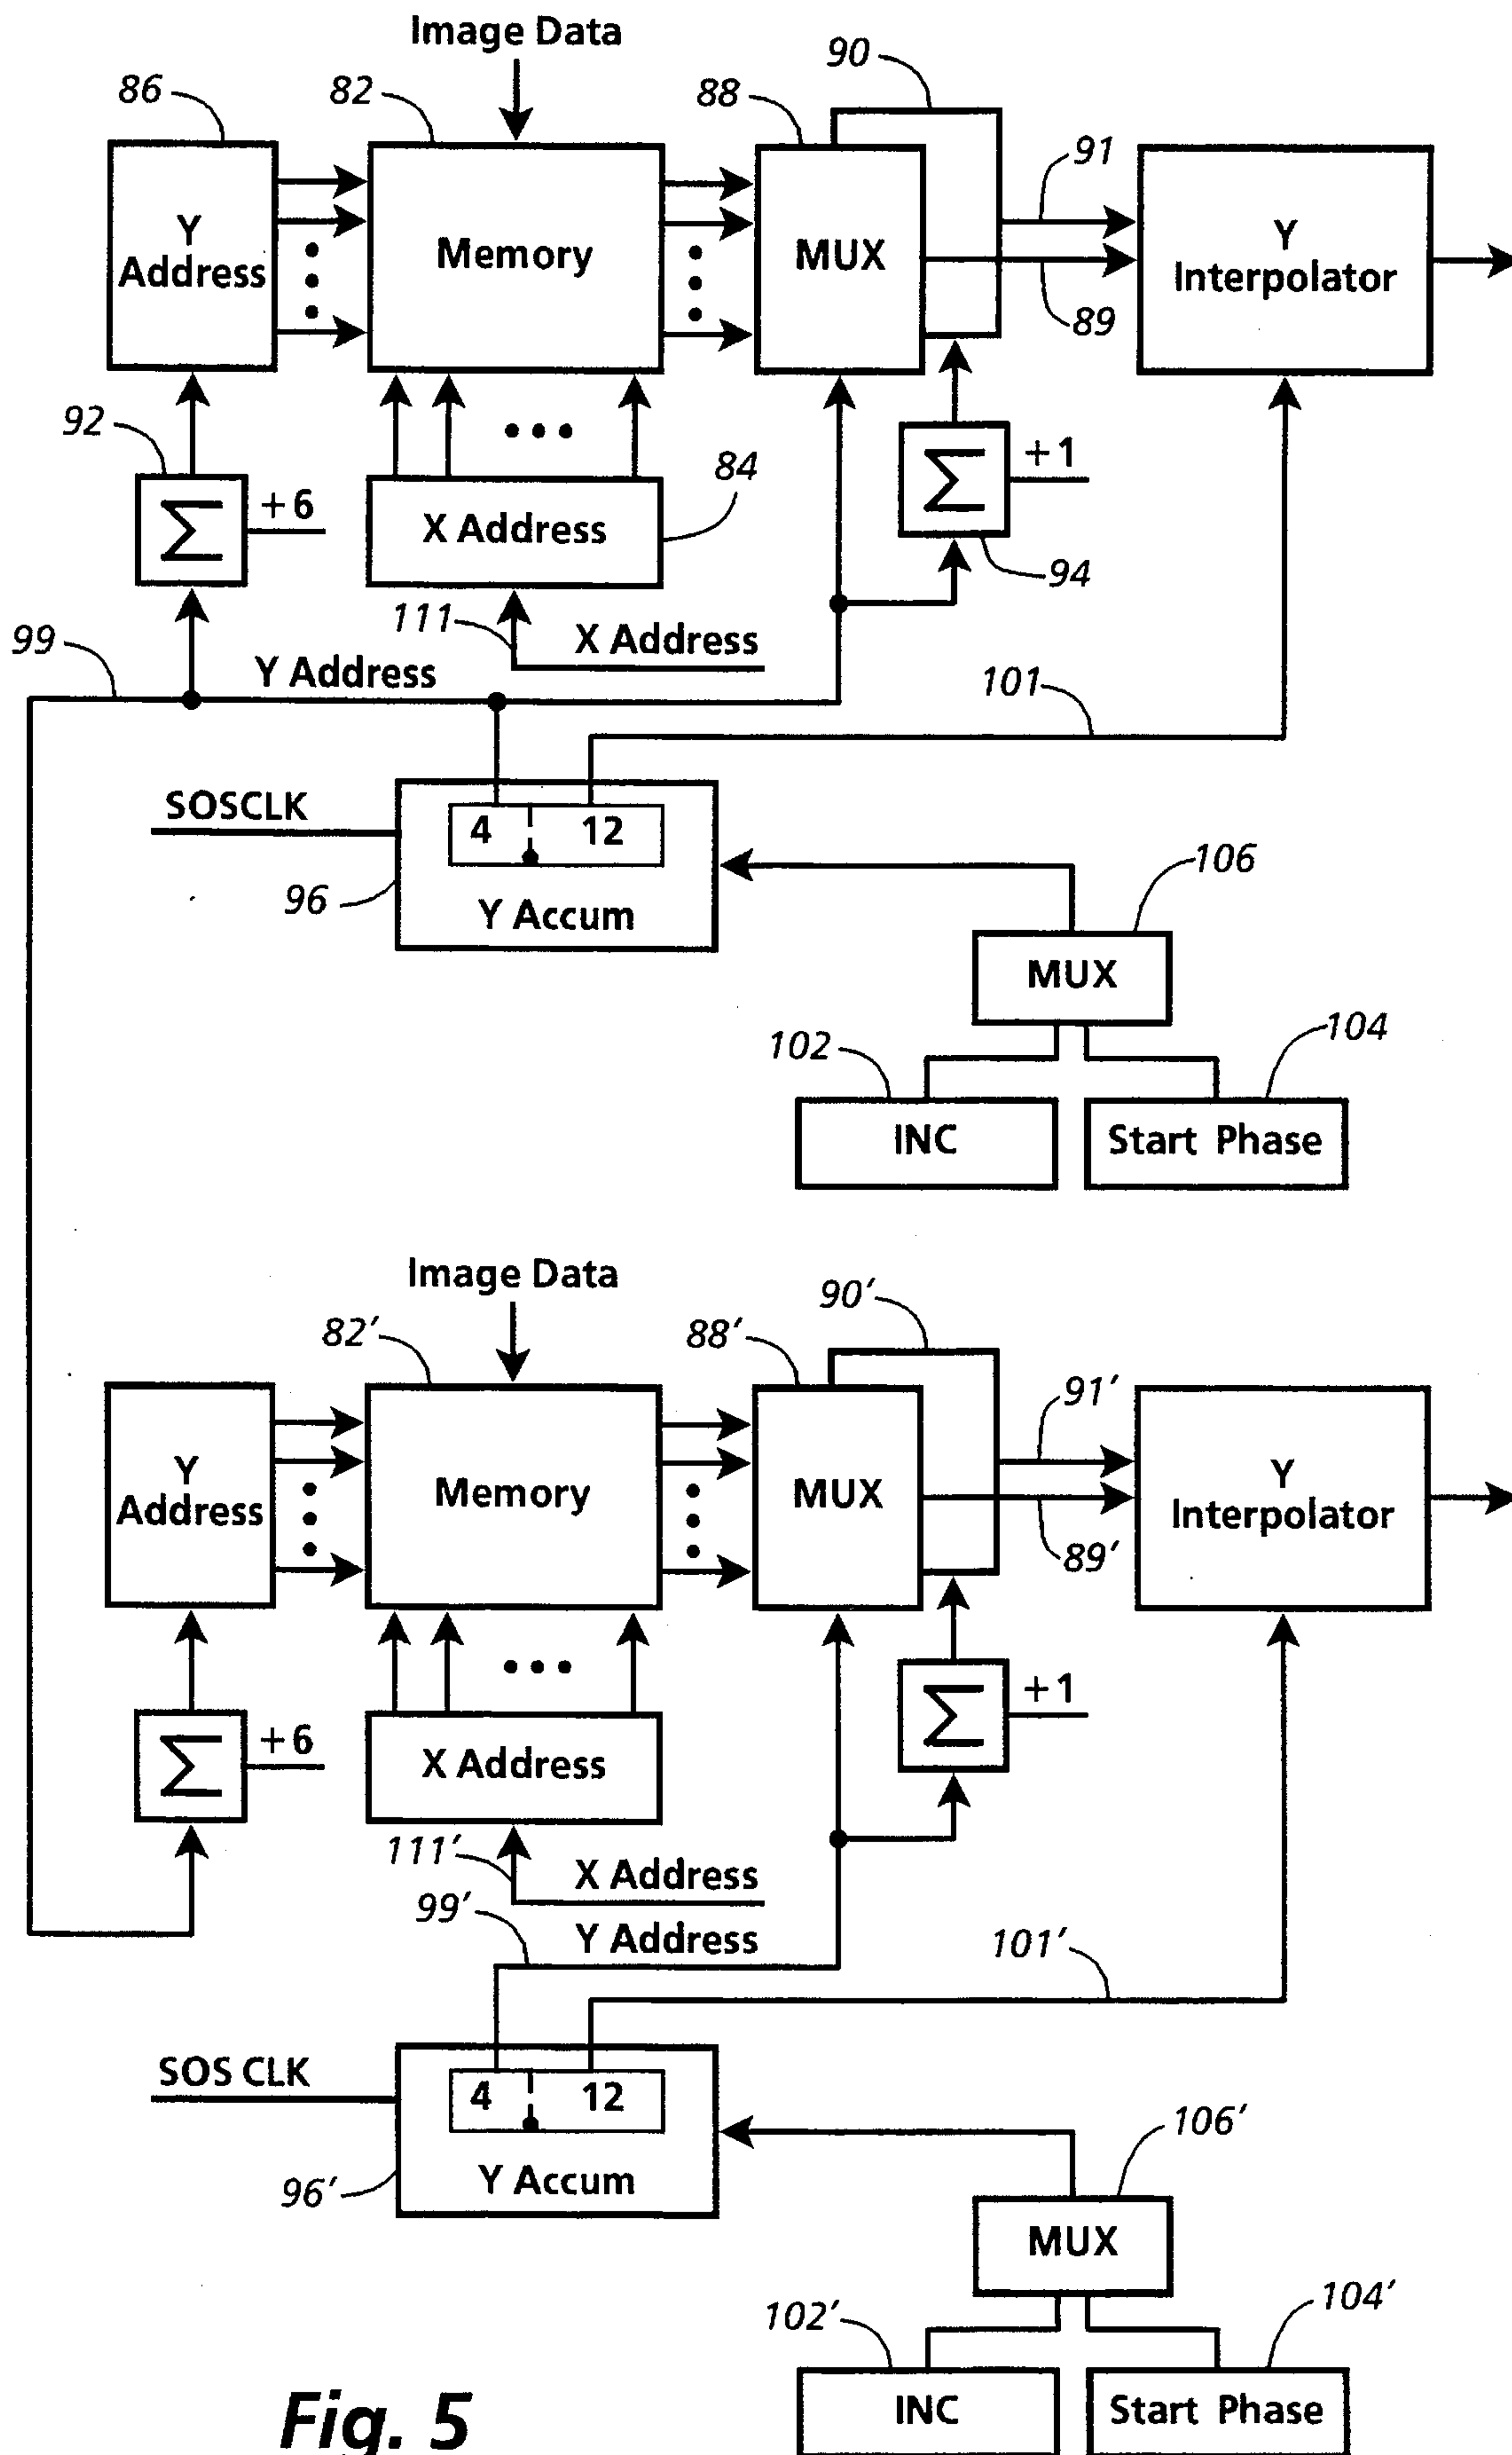 Image Data
86
82
88
90
91
Y
Address
Memory
MUX
Y
Interpolator
89
92
+6
Σ
84
X Address
+1
Σ
94
111
X Address
99
Y Address
101
SOSCLK
4
12
96
Y Accum
106
MUX
102
104
INC
Start Phase
Image Data
82'
88'
90'
91'
Y
Address
Memory
MUX
Y
Interpolator
89'
+6
Σ
X Address
+1
Σ
111'
X Address
99'
Y Address
101'
SOS CLK
4
12
96'
Y Accum
106'
MUX
102'
104'
INC
Start Phase
Fig. 5